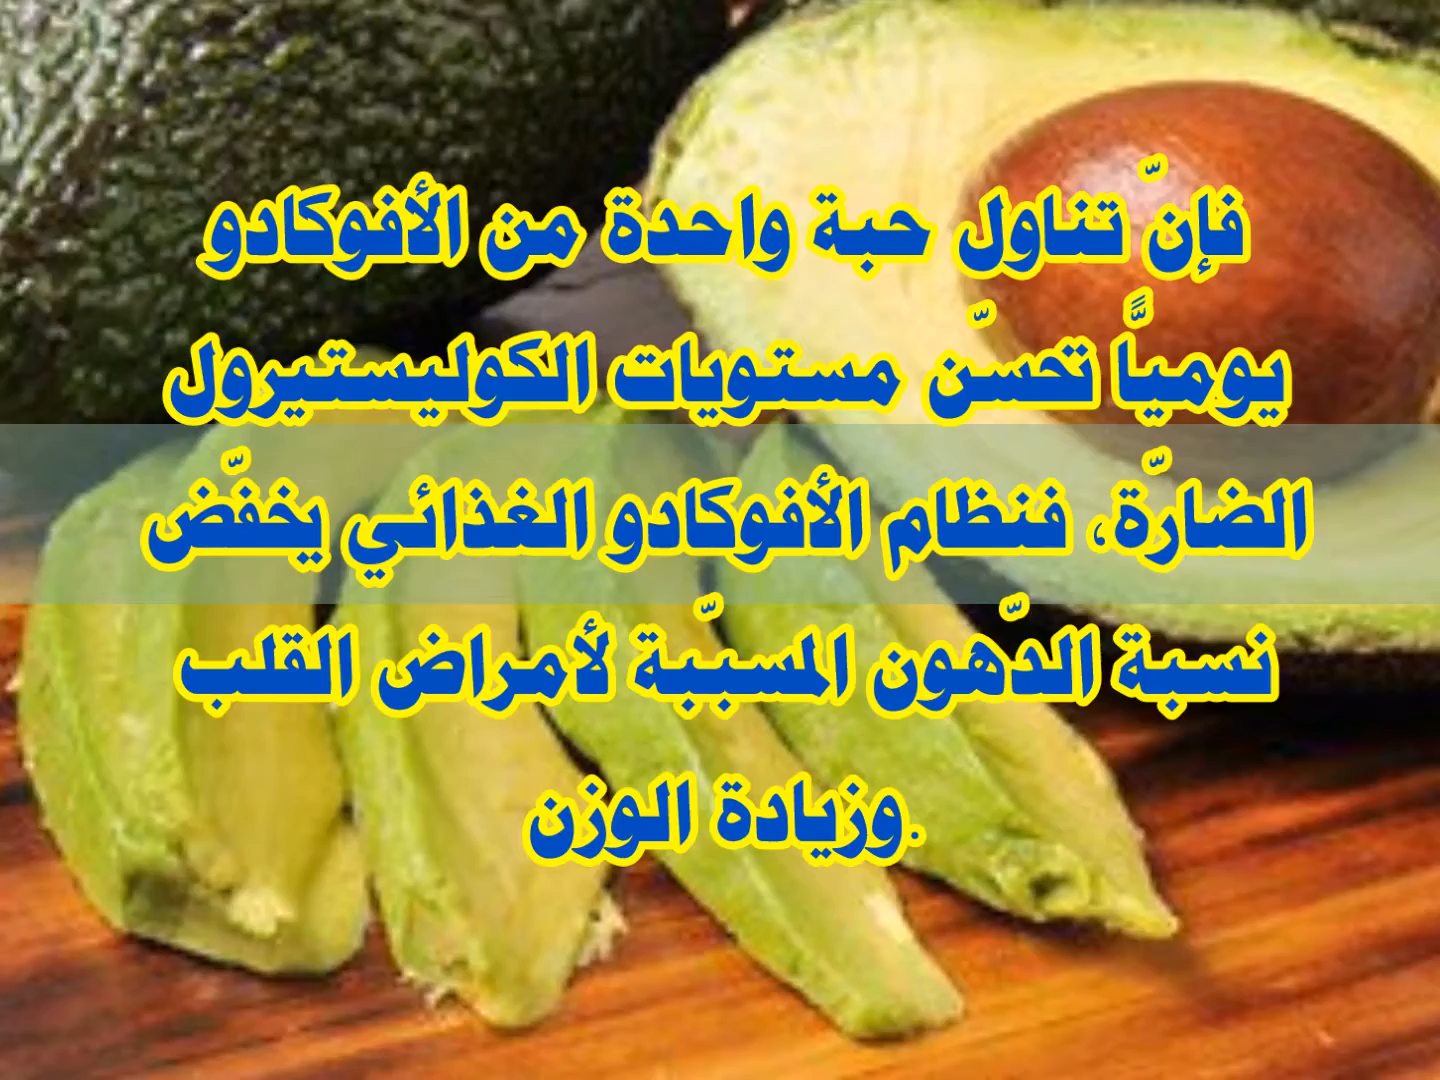 فإنّ تناول حبة واحدة من الأفوكادو
يوميًّا تحسّن مستويات الكوليستيرول
الضارّة، فنظام الأفوكادو الغذائي يخفّض
نسبة الدّهون المسبّبة لأمراض القلب
.وزيادة الوزن